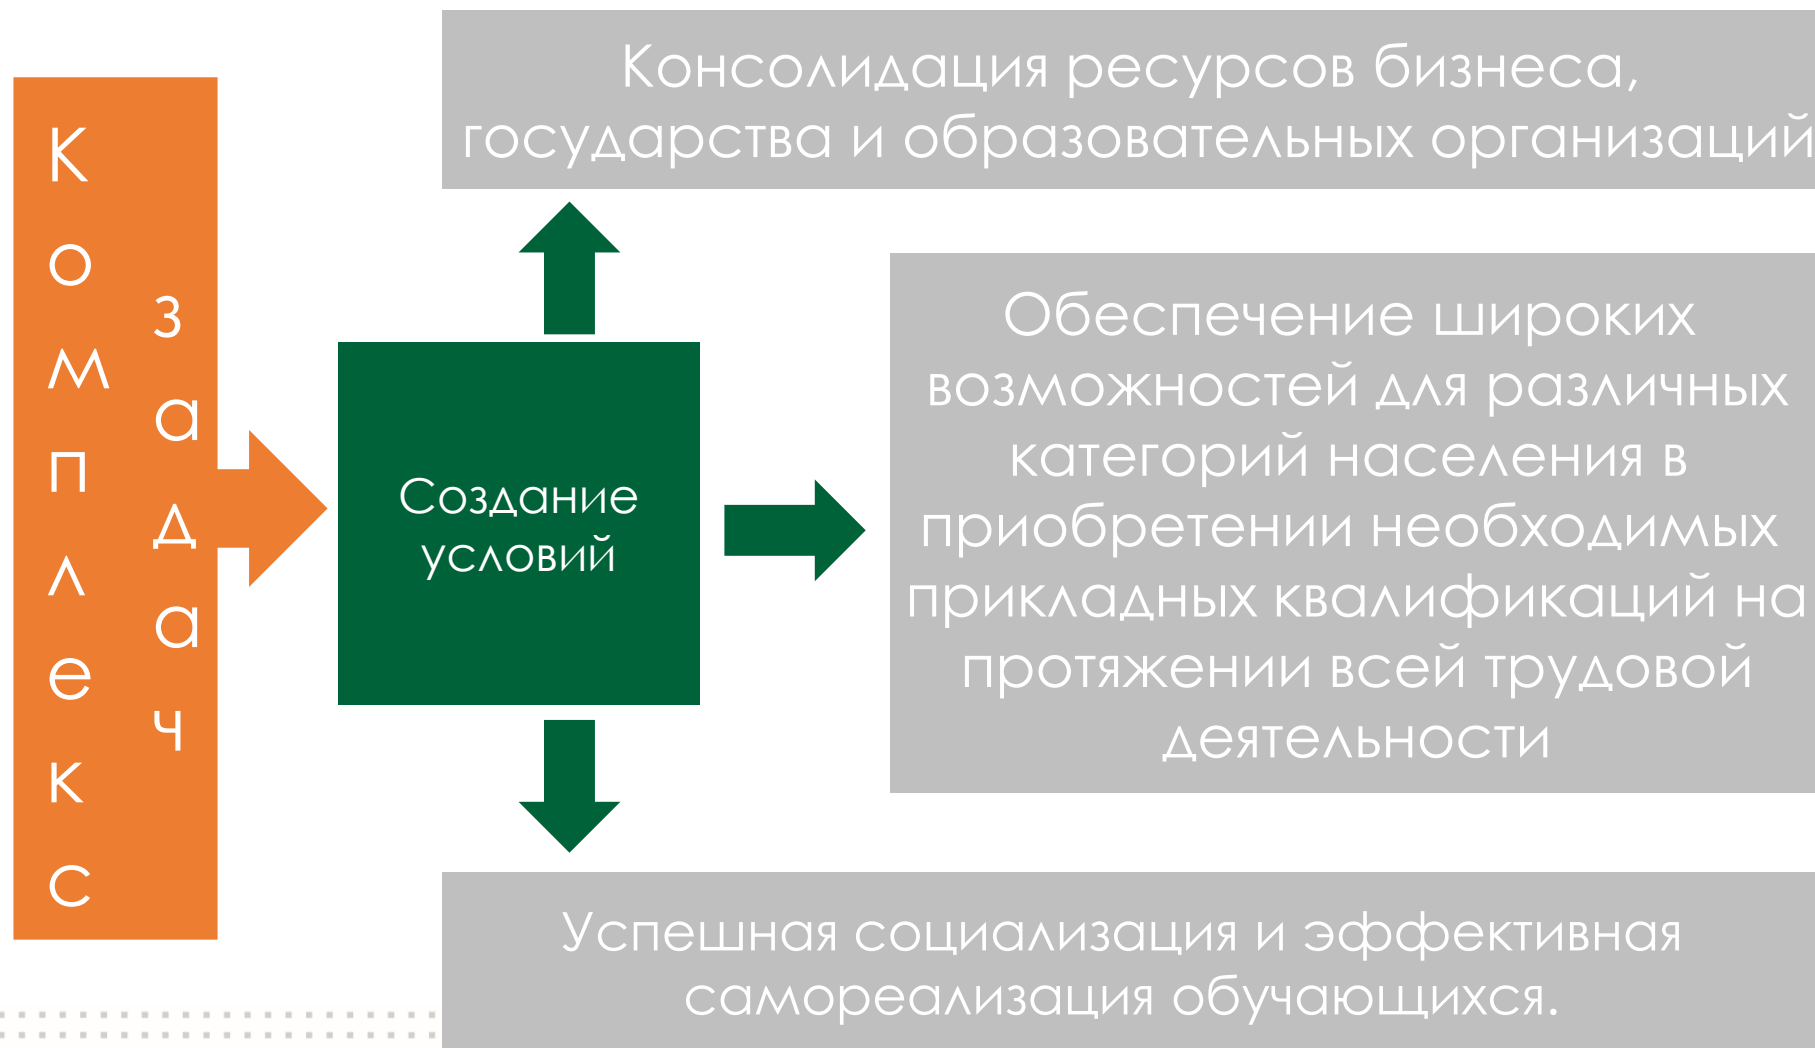 Комплекс
задач
Консолидация ресурсов бизнеса,
государства и образовательных организаций
Создание
условий
Обеспечение широких
возможностей для различных
категорий населения в
приобретении необходимых
прикладных квалификаций на
протяжении всей трудовой
деятельности
Успешная социализация и эффективная
самореализация обучающихся.